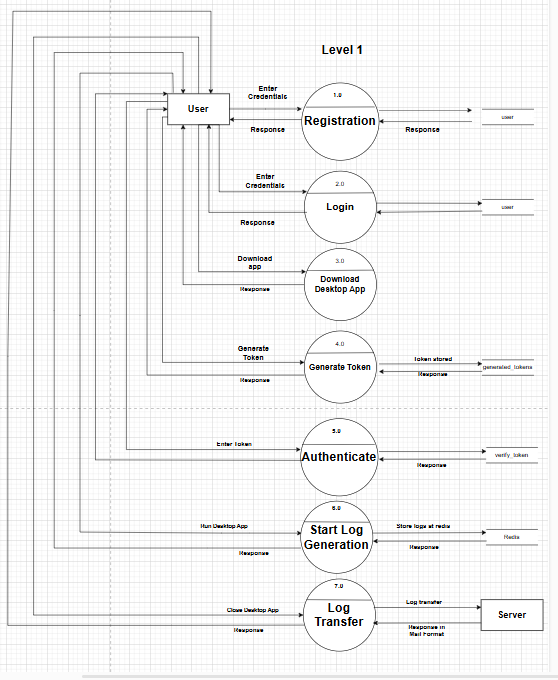 Level 1
User
Enter
Credentials
Response
1.0
Registration
Response
user
Enter
Credentials
Response
2.0
Login
user
Download
app
Response
3.0
Download
Desktop App
Generate
Token
Response
4.0
Generate Token
Token stored
Response
generated_tokens
Enter Token
5.0
Authenticate
Response
verify_token
Run Desktop App
Response
6.0
Start Log
Generation
Store logs at redis
Response
Redis
Close Desktop App
Response
7.0
Log
Transfer
Log transfer
Response in
Mail Format
Server